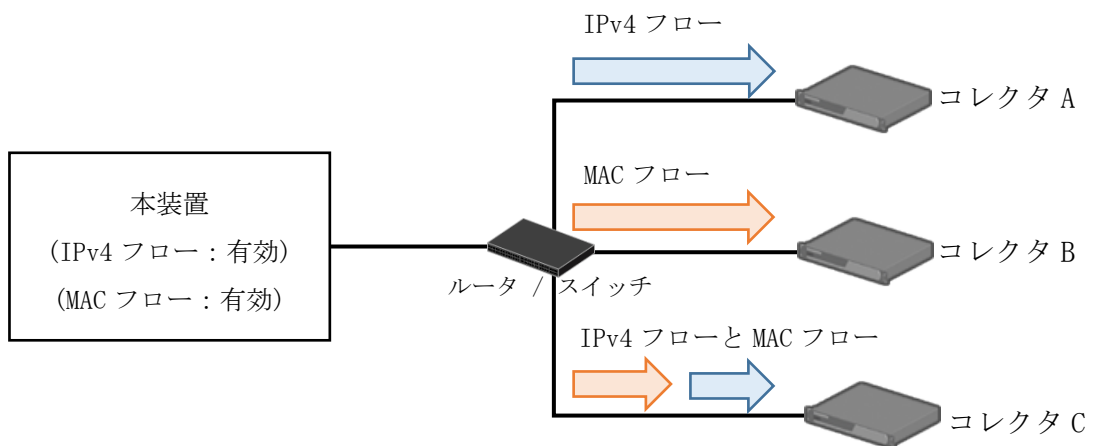 IPv4 フロー
コレクタ A
本装置
(IPv4 フロー：有効)
(MAC フロー：有効)
MAC フロー
コレクタ B
ルータ / スイッチ
IPv4 フローと MAC フロー
コレクタ C